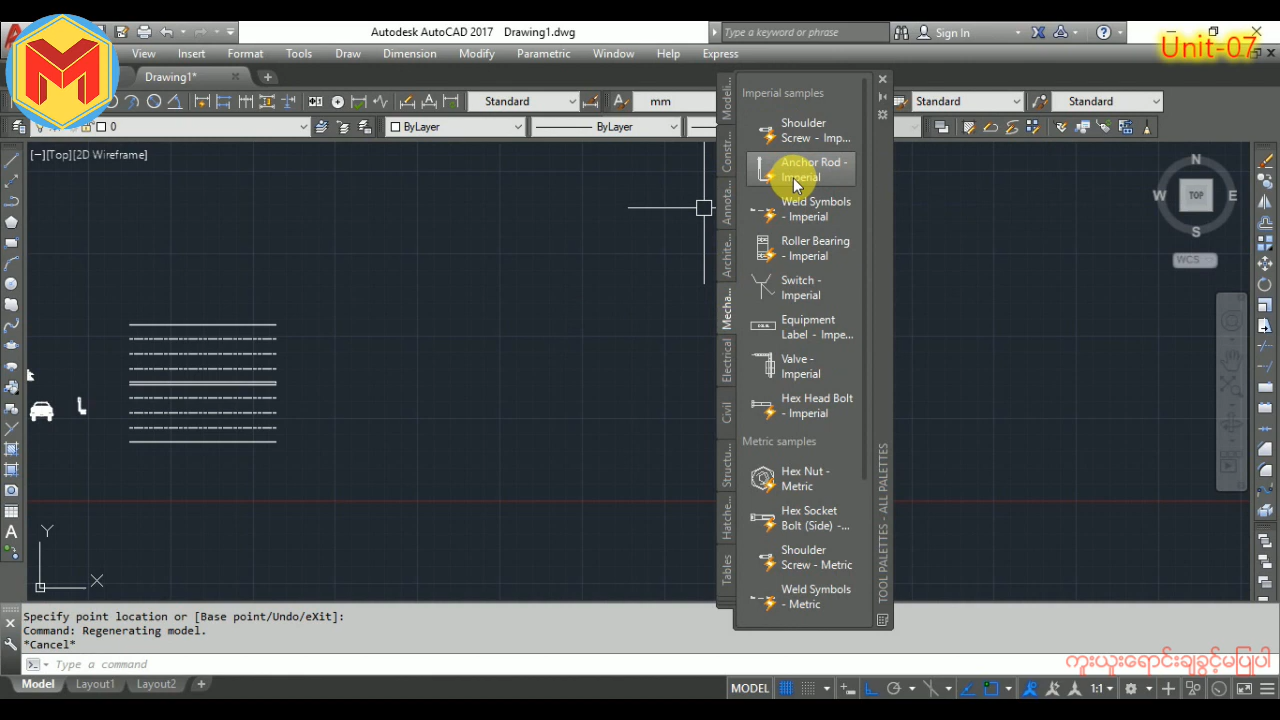 Autodesk AutoCAD 2017 Drawing1.dwg
Type a keyword or phrase
Sign In
Unit-07
View Insert Format Tools Draw Dimension Modify Parametric Window Help Express
Drawing1*
Standard
mm
Standard
Standard
0
ByLayer
ByLayer
[−][Top][2D Wireframe]
Modeli...
Constr...
Annota...
Archite...
Mecha...
Electrical
Civil
Structu...
Hatche...
Tables
Imperial samples
Shoulder
Screw - Imp...
Anchor Rod -
Imperial
Weld Symbols
- Imperial
Roller Bearing
- Imperial
Switch -
Imperial
Equipment
Label - Impe...
Valve -
Imperial
Hex Head Bolt
- Imperial
Metric samples
Hex Nut -
Metric
Hex Socket
Bolt (Side) -...
Shoulder
Screw - Metric
Weld Symbols
- Metric
TOOL PALETTES - ALL PALETTES
N
W TOP E
S
WCS
Y
X
Specify point location or [Base point/Undo/eXit]:
Command: Regenerating model.
*Cancel*
Type a command
ကူးယူးရောင်းချခွင့်မပြုပါ
Model Layout1 Layout2
MODEL
1:1